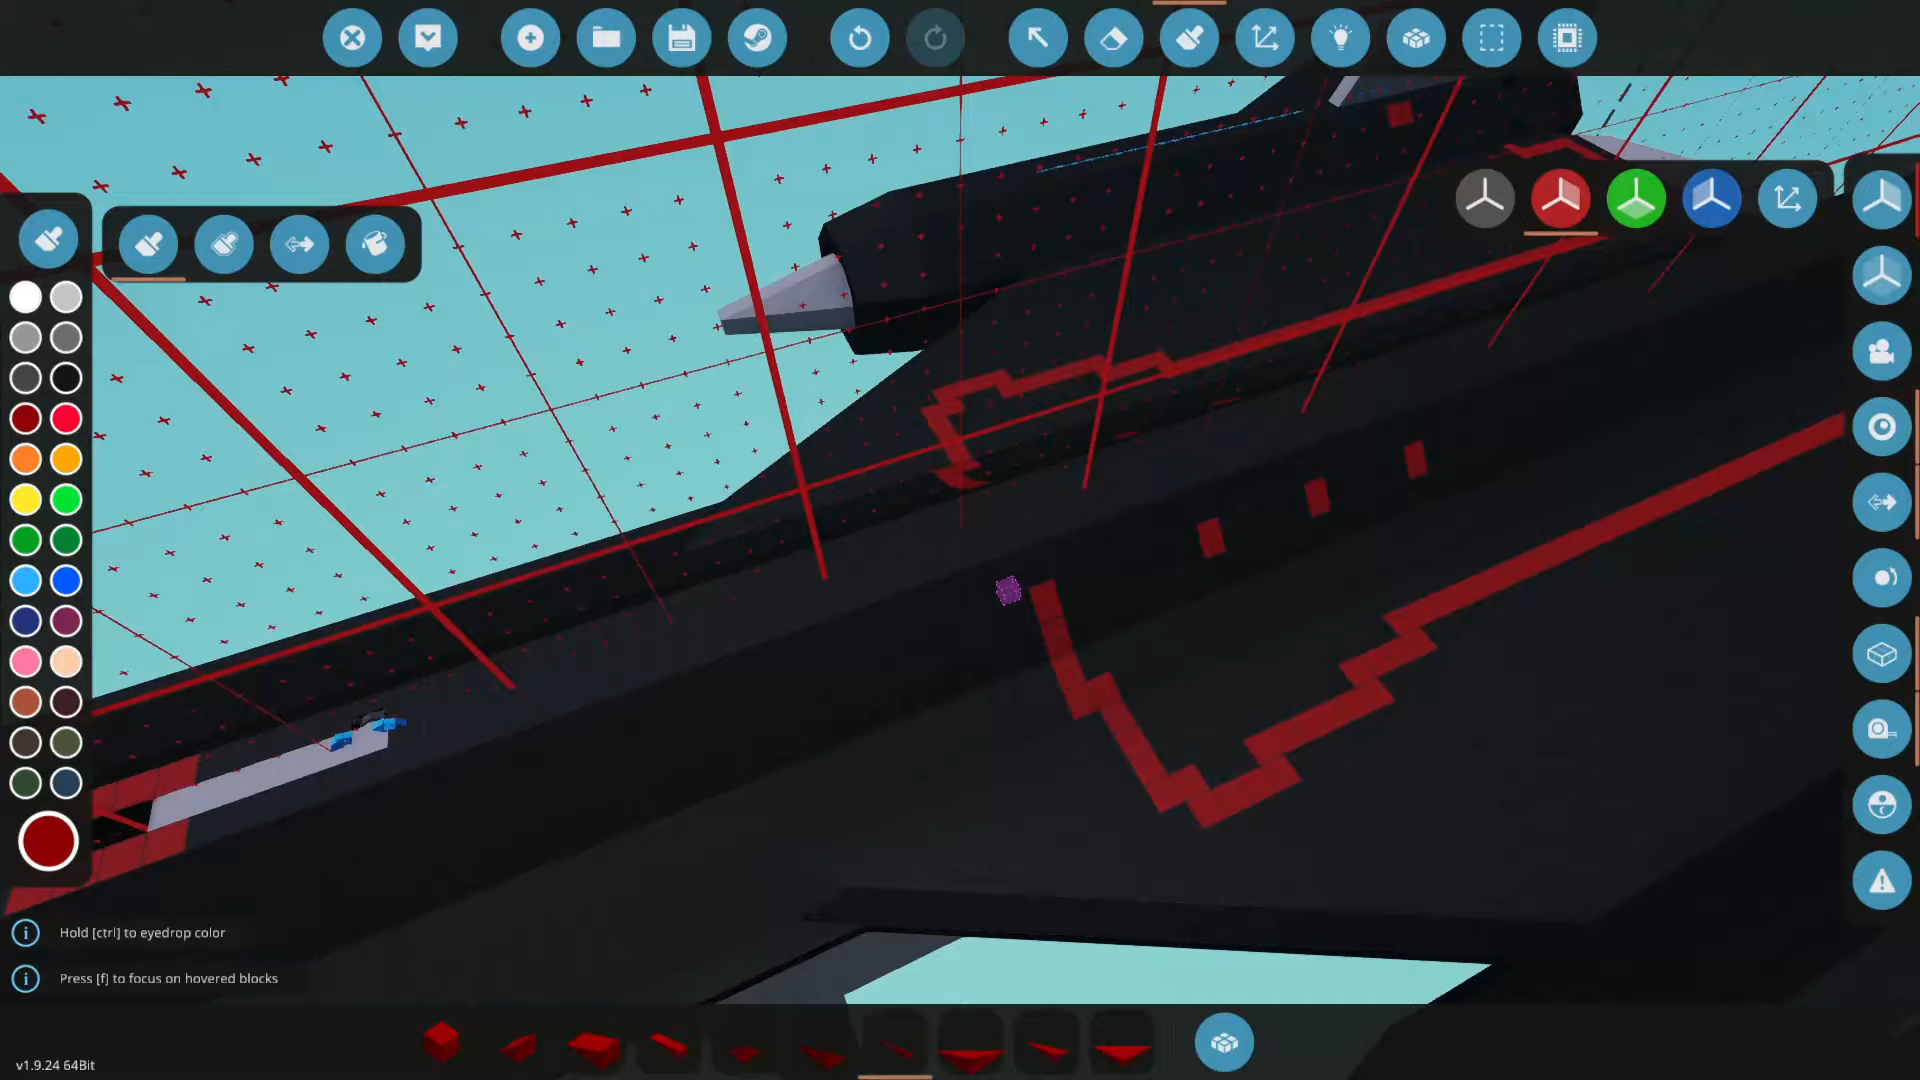 Hold [ctrl] to eyedrop color
Press [f] to focus on hovered blocks
v1.9.24 64Bit